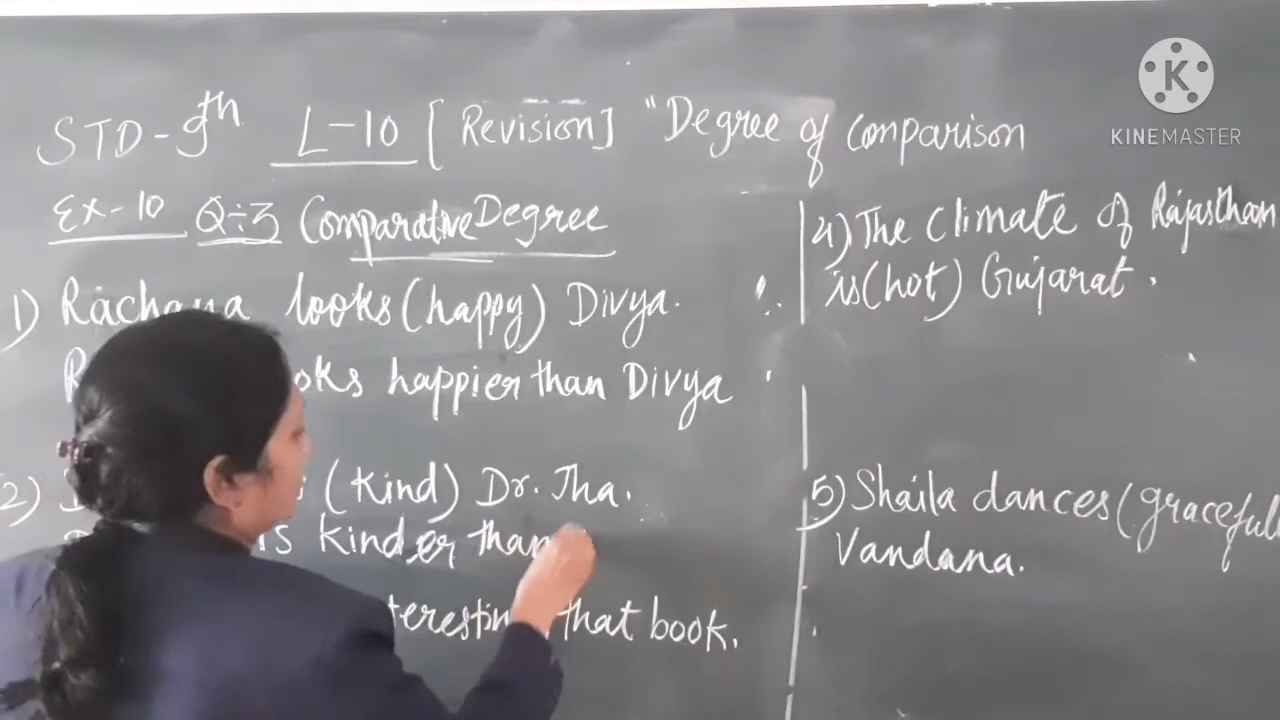 STD-9th L-10 [Revision] "Degree of Comparison
Ex-10 Q÷3 Comparative Degree
1) Rachana looks (happy) Divya.
happier than Divya
2) (Kind) Dr. Jha.
is kinder than
that book.
4) The Climate of Rajasthan
is (hot) Gujarat.
5) Shaila dances (graceful
Vandana.
K
KINEMASTER